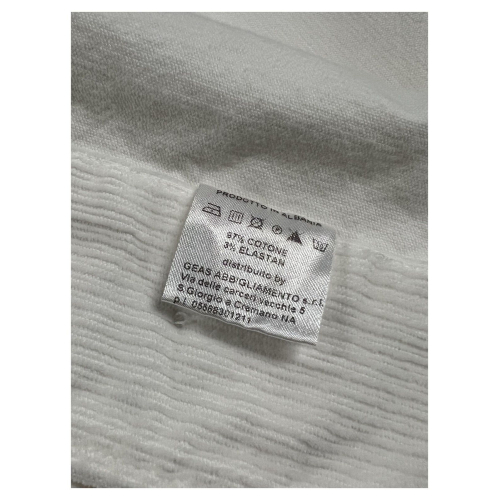 PRODOTTO IN ALBANIA
97% COTONE
3% ELASTAN
distribuito by
GEAS ABBIGLIAMENTO s.r.l.
Via delle carceri vecchie 5
S.Giorgio a Cremano NA
p.i. 05568301211